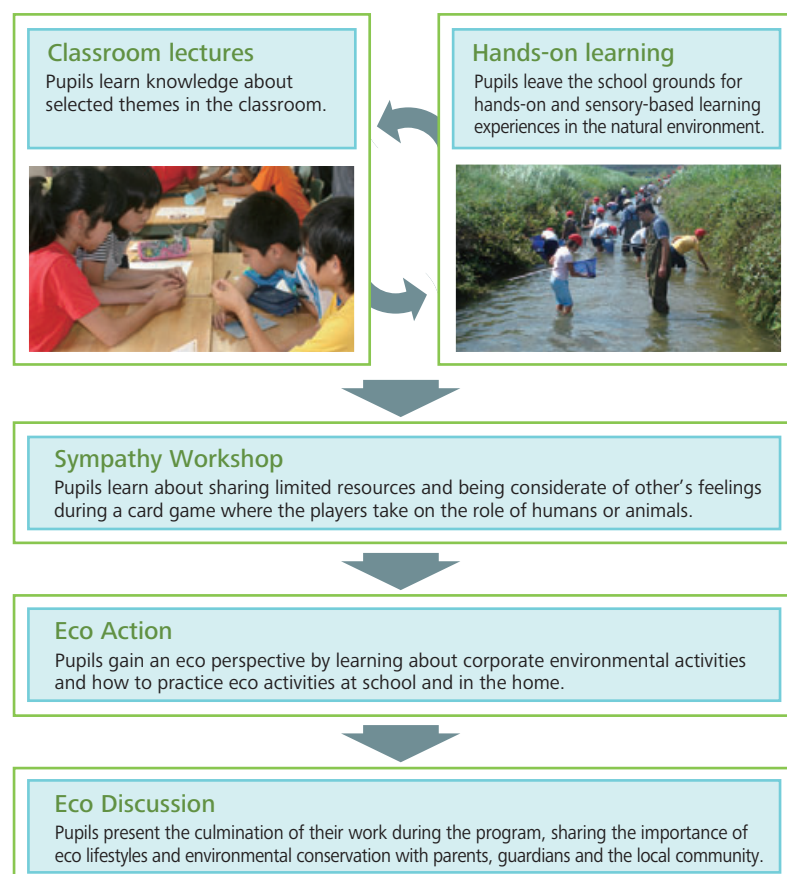 Classroom lectures
Pupils learn knowledge about
selected themes in the classroom.
Hands-on learning
Pupils leave the school grounds for
hands-on and sensory-based learning
experiences in the natural environment.
Sympathy Workshop
Pupils learn about sharing limited resources and being considerate of other's feelings
during a card game where the players take on the role of humans or animals.
Eco Action
Pupils gain an eco perspective by learning about corporate environmental activities
and how to practice eco activities at school and in the home.
Eco Discussion
Pupils present the culmination of their work during the program, sharing the importance of
eco lifestyles and environmental conservation with parents, guardians and the local community.